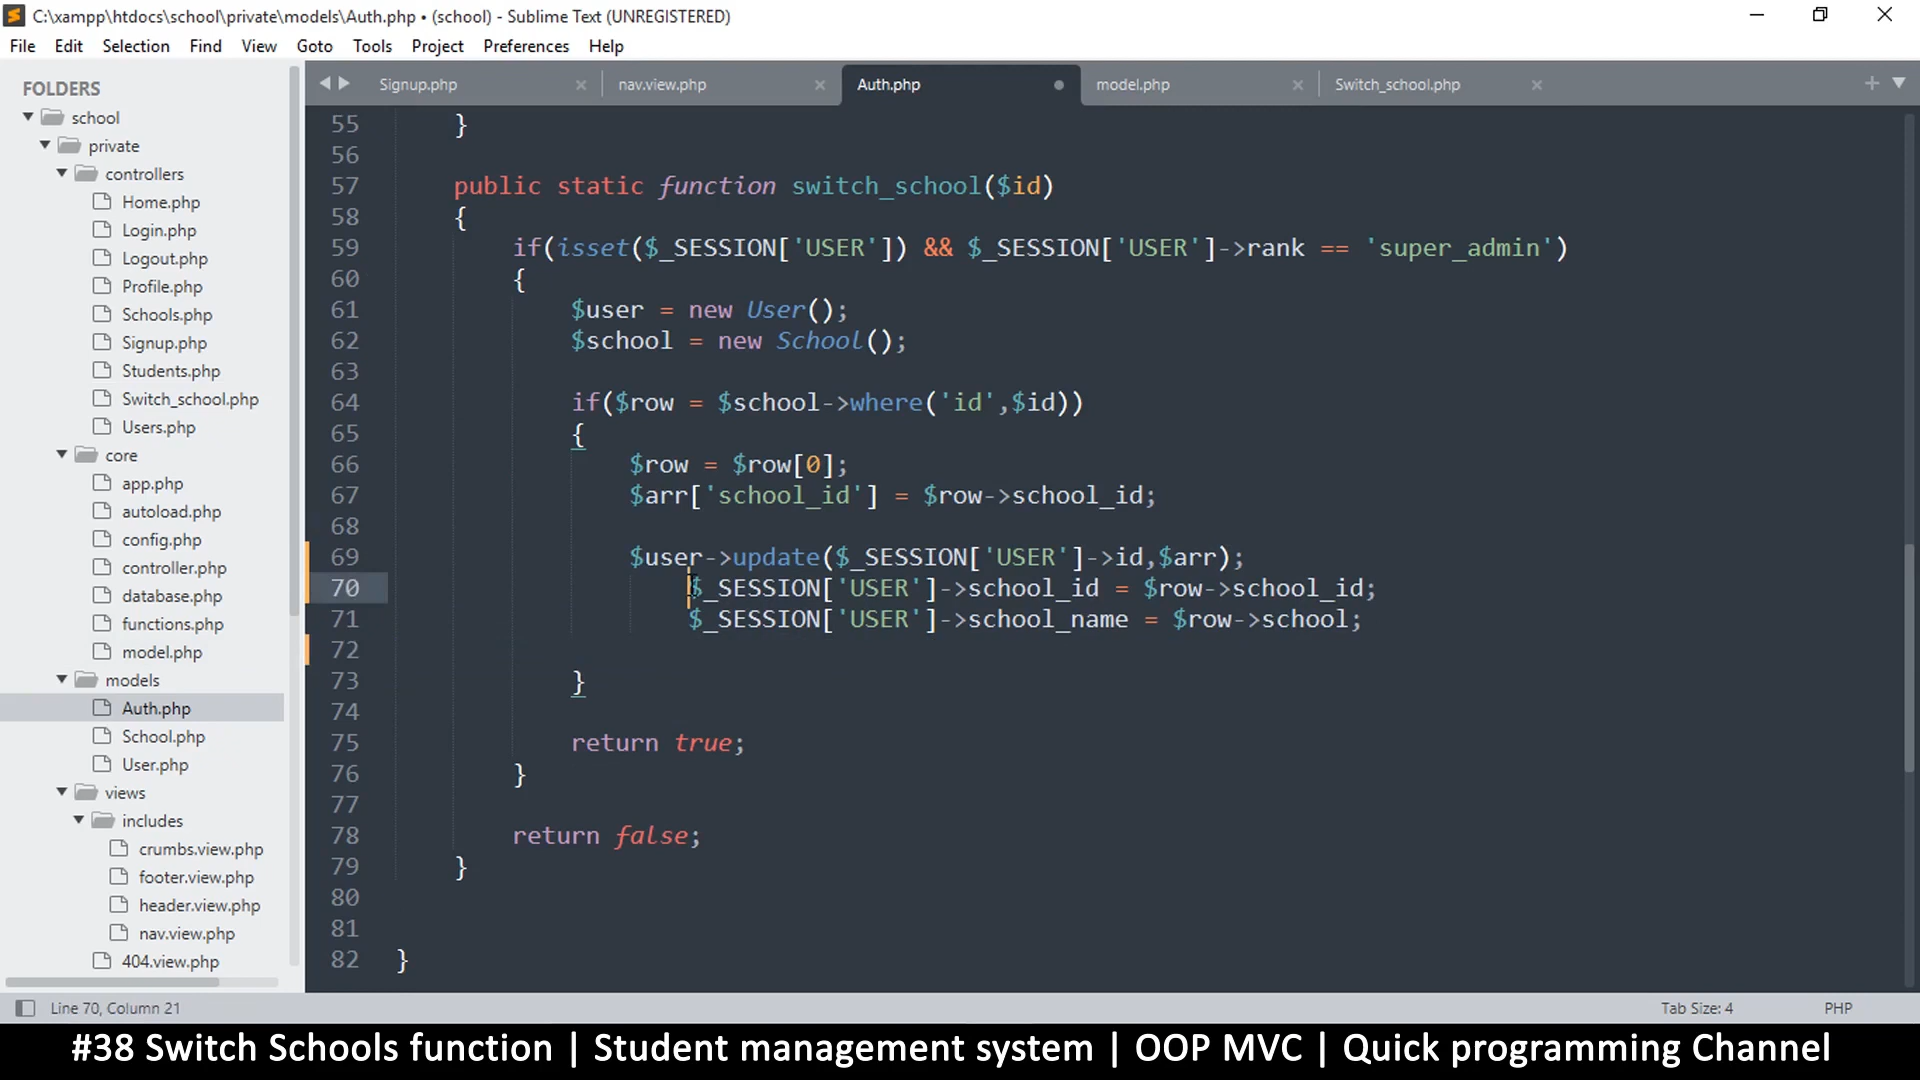 C:\xampp\htdocs\school\private\models\Auth.php • (school) - Sublime Text (UNREGISTERED)
File Edit Selection Find View Goto Tools Project Preferences Help
FOLDERS
school
private
controllers
Home.php
Login.php
Logout.php
Profile.php
Schools.php
Signup.php
Students.php
Switch_school.php
Users.php
core
app.php
autoload.php
config.php
controller.php
database.php
functions.php
model.php
models
Auth.php
School.php
User.php
views
includes
crumbs.view.php
footer.view.php
header.view.php
nav.view.php
404.view.php
Signup.php nav.view.php Auth.php model.php Switch_school.php
55 }
56
57 public static function switch_school($id)
58 {
59 if(isset($_SESSION['USER']) && $_SESSION['USER']->rank == 'super_admin')
60 {
61 $user = new User();
62 $school = new School();
63
64 if($row = $school->where('id',$id))
65 {
66 $row = $row[0];
67 $arr['school_id'] = $row->school_id;
68
69 $user->update($_SESSION['USER']->id,$arr);
70 $_SESSION['USER']->school_id = $row->school_id;
71 $_SESSION['USER']->school_name = $row->school;
72
73 }
74
75 return true;
76 }
77
78 return false;
79 }
80
81
82 }
Line 70, Column 21 Tab Size: 4 PHP
#38 Switch Schools function | Student management system | OOP MVC | Quick programming Channel